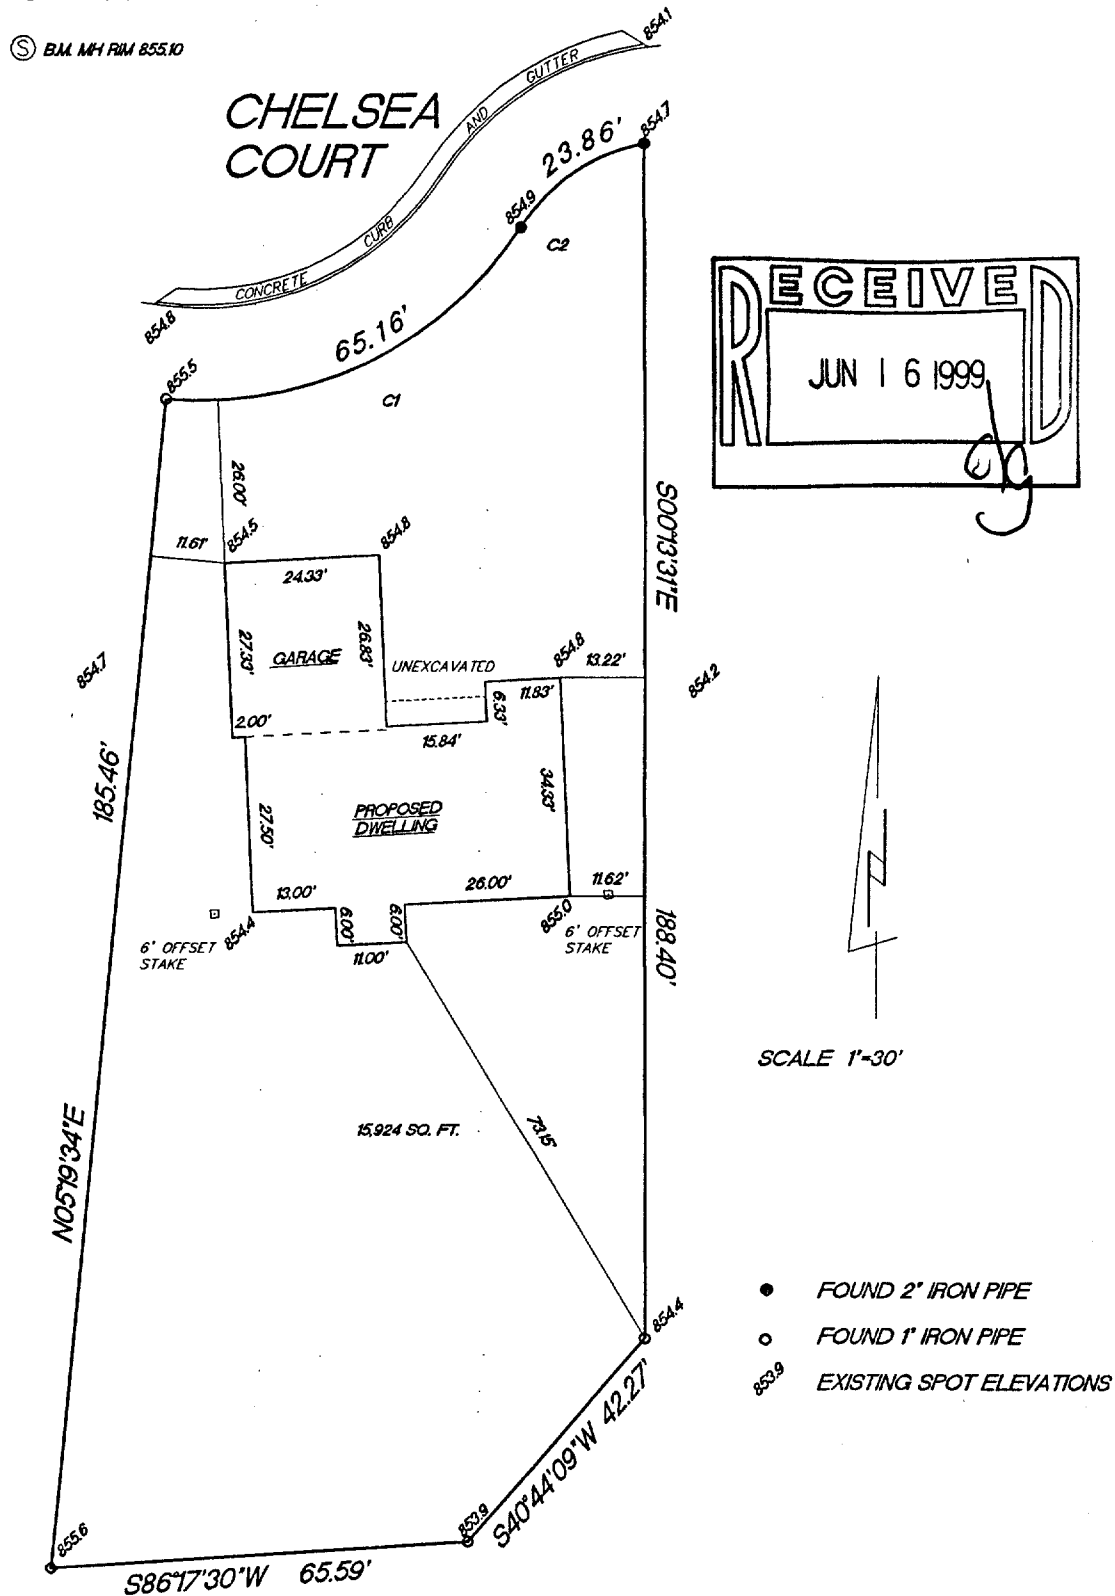 S B.M. MH RIM 855.10
854.1
CHELSEA
COURT
CONCRETE CURB AND GUTTER
854.8
23.86'
854.7
854.9
C2
65.16'
855.5
C1
RECEIVED
JUN 16 1999
26.00'
11.61'
854.5
854.8
24.33'
S00°13'31"E
27.33'
GARAGE
26.83'
UNEXCAVATED
854.8
13.22'
854.7
854.2
11.83'
6.33'
2.00'
15.84'
185.46'
34.33'
PROPOSED
DWELLING
27.50'
13.00'
26.00'
11.62'
854.4
6.00'
6.00'
855.0
6' OFFSET
STAKE
11.00'
6' OFFSET
STAKE
188.40'
SCALE 1"=30'
N05°19'34"E
15,924 SQ. FT.
73.15'
FOUND 2" IRON PIPE
854.4
FOUND 1" IRON PIPE
853.9 EXISTING SPOT ELEVATIONS
S40°44'09"W 42.27'
853.9
855.6
S86°17'30"W 65.59'